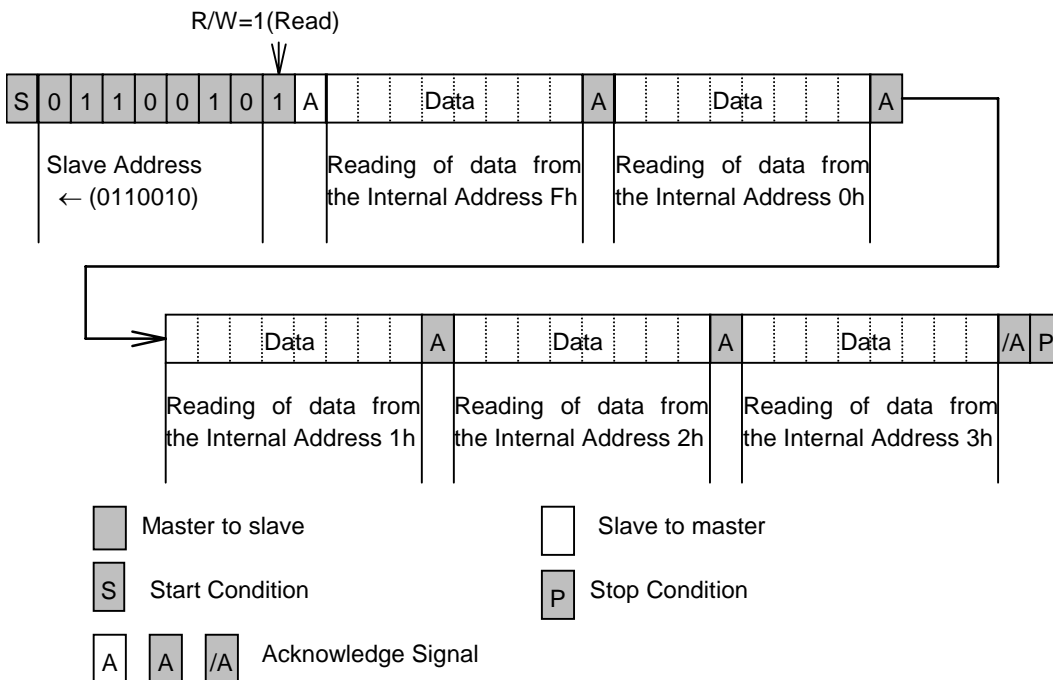 R/W=1(Read)
S 0 1 1 0 0 1 0 1 A Data A Data A
Slave Address
← (0110010)
Reading of data from
the Internal Address Fh
Reading of data from
the Internal Address 0h
Data A Data A Data /A P
Reading of data from
the Internal Address 1h
Reading of data from
the Internal Address 2h
Reading of data from
the Internal Address 3h
Master to slave
Slave to master
S Start Condition
P Stop Condition
A A /A Acknowledge Signal